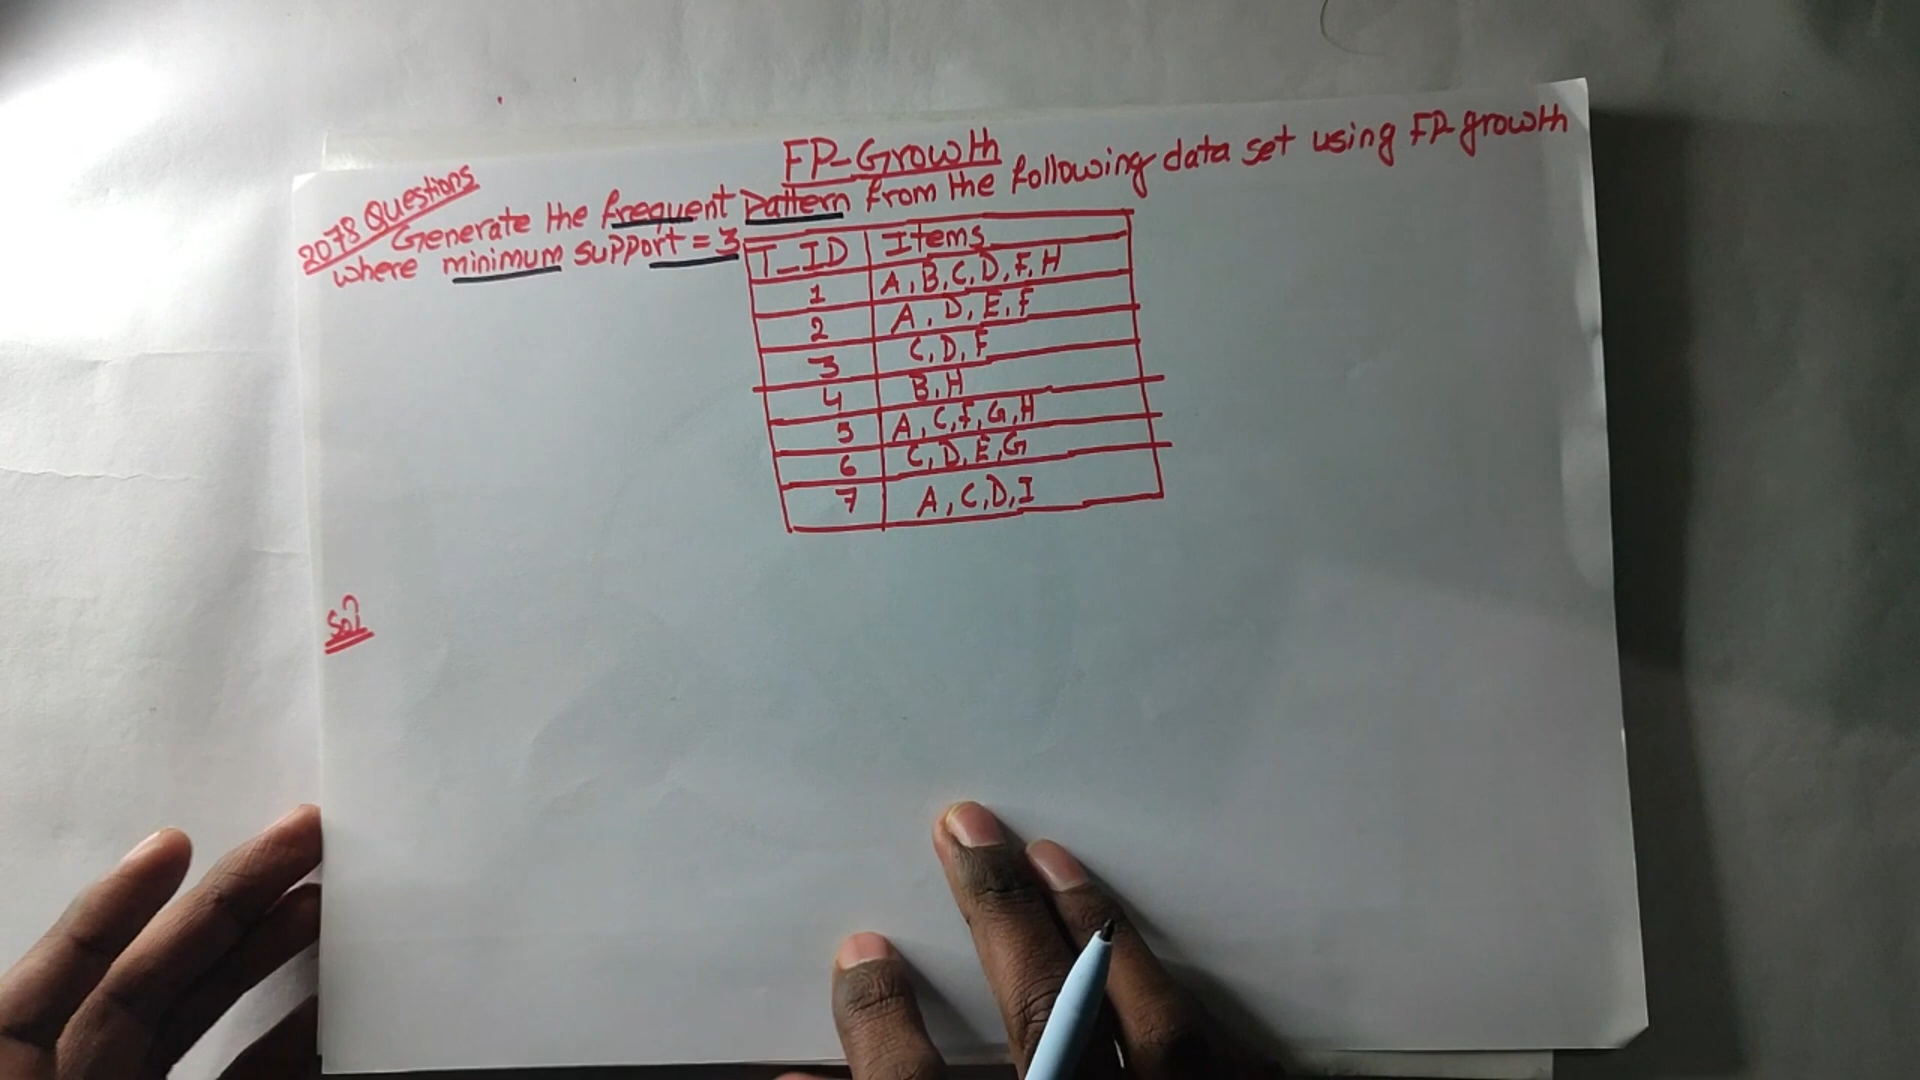 FP-Growth
2078 Questions
Generate the frequent pattern from the following data set using FP-growth
where minimum support = 3
T_ID Items
1 A, B, C, D, F, H
2 A, D, E, F
3 C, D, F
4 B, H
5 A, C, F, G, H
6 C, D, E, G
7 A, C, D, I
Sol